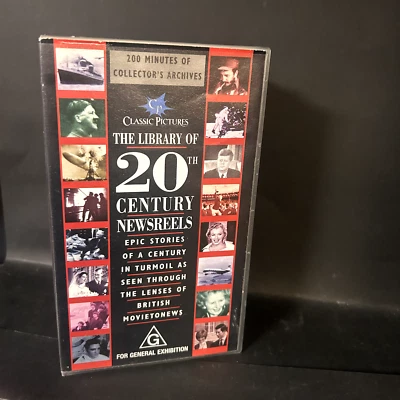 200 MINUTES OF
COLLECTOR'S ARCHIVES
CP
CLASSIC PICTURES
THE LIBRARY OF
20TH
CENTURY
NEWSREELS
EPIC STORIES
OF A CENTURY
IN TURMOIL AS
SEEN THROUGH
THE LENSES OF
BRITISH
MOVIETONEWS
G
FOR GENERAL EXHIBITION